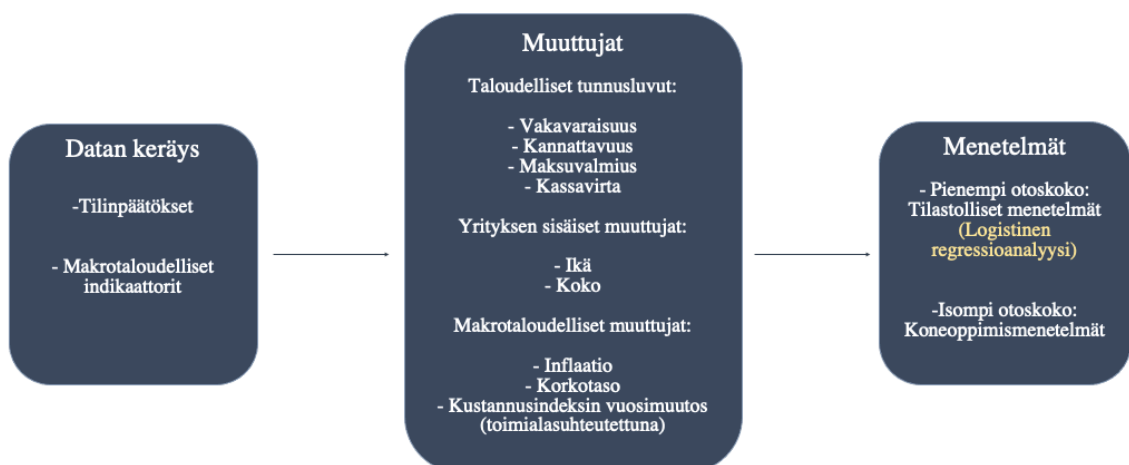 Datan keräys
-Tilinpäätökset
- Makrotaloudelliset
indikaattorit
Muuttujat
Taloudelliset tunnusluvut:
- Vakavaraisuus
- Kannattavuus
- Maksuvalmius
- Kassavirta
Yrityksen sisäiset muuttujat:
- Ikä
- Koko
Makrotaloudelliset muuttujat:
- Inflaatio
- Korkotaso
- Kustannusindeksin vuosimuutos
(toimialasuhteutettuna)
Menetelmät
- Pienempi otoskoko:
Tilastolliset menetelmät
(Logistinen
regressioanalyysi)
-Isompi otoskoko:
Koneoppimismenetelmät